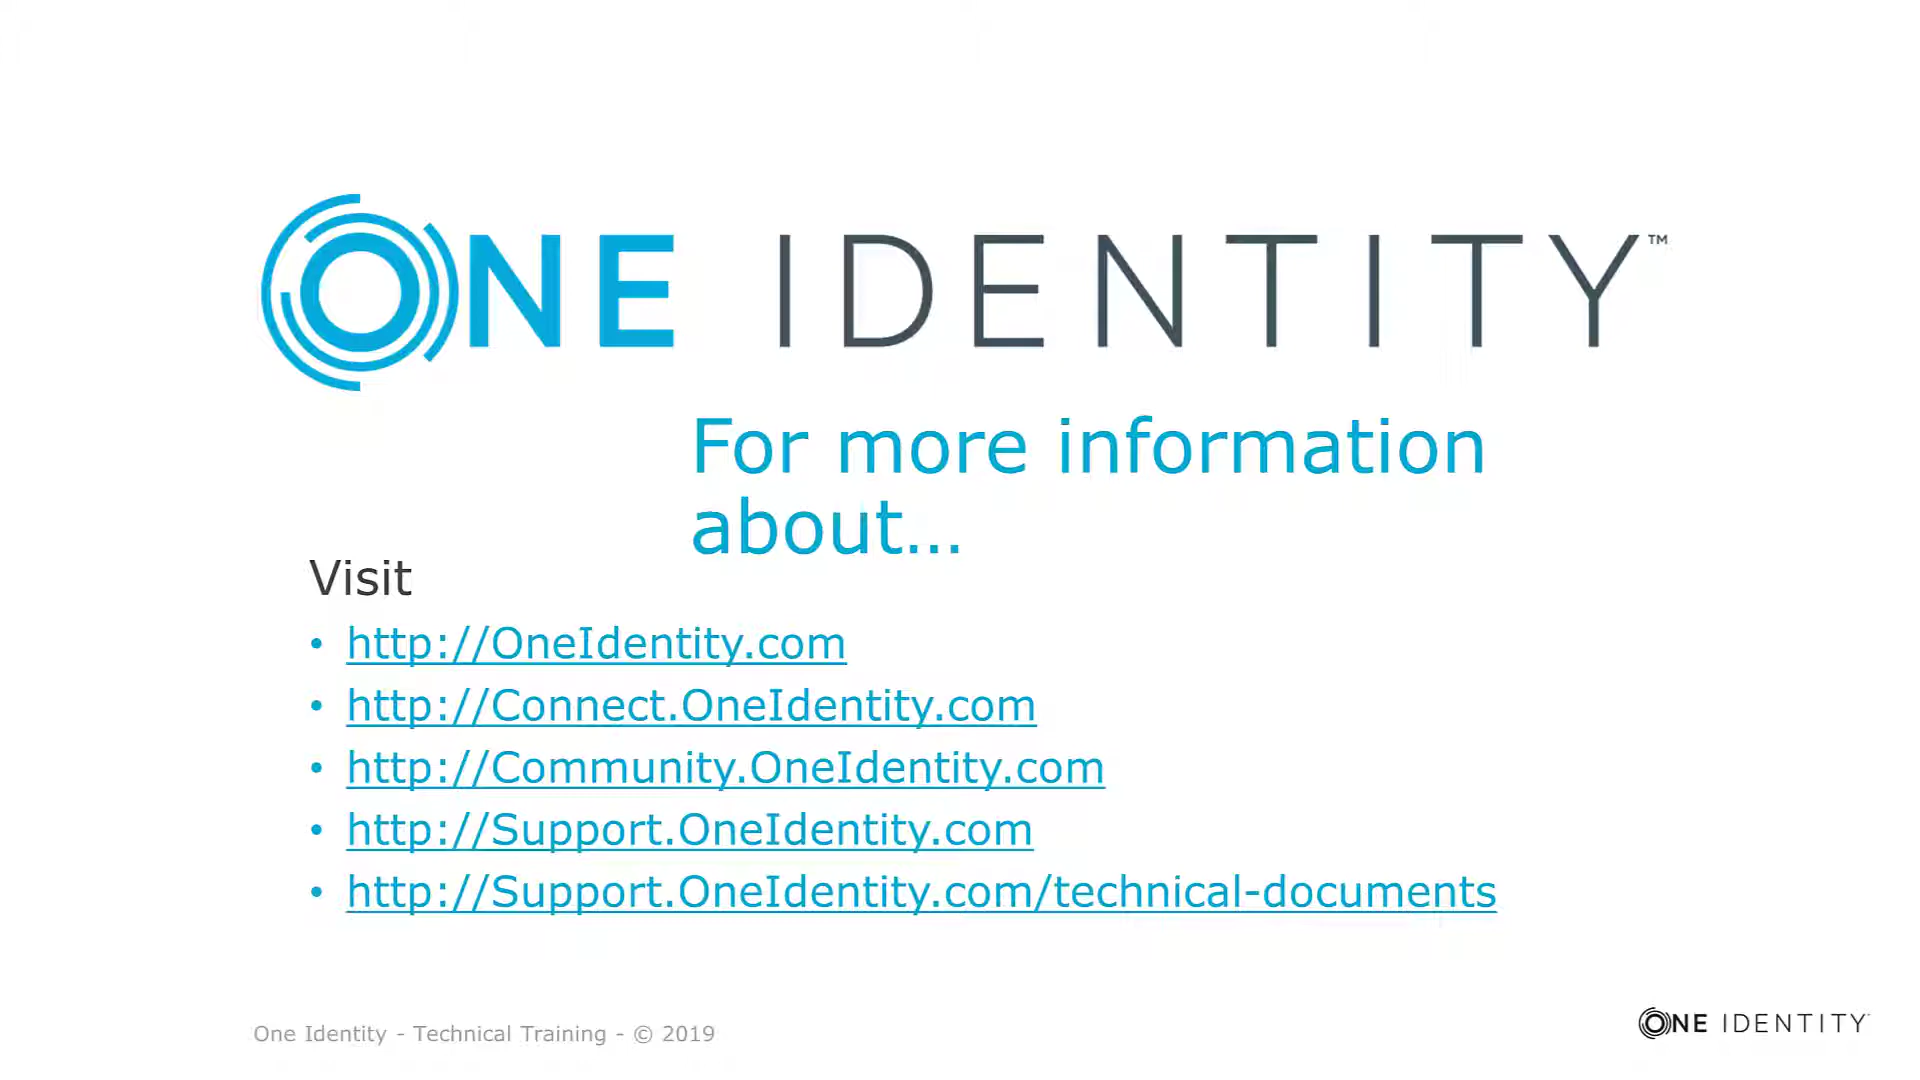 ONE IDENTITY™
For more information
about...
Visit
• http://OneIdentity.com
• http://Connect.OneIdentity.com
• http://Community.OneIdentity.com
• http://Support.OneIdentity.com
• http://Support.OneIdentity.com/technical-documents
One Identity - Technical Training - © 2019
ONE IDENTITY